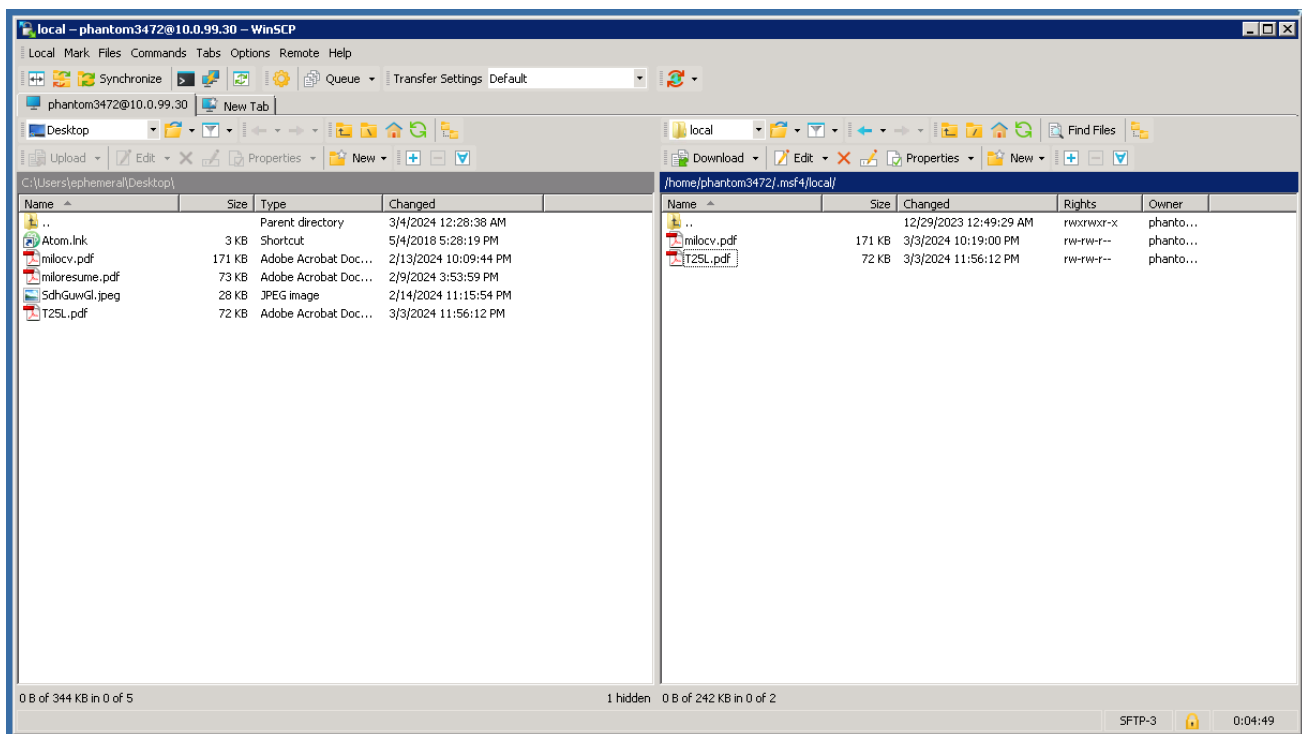 local – phantom3472@10.0.99.30 – WinSCP
Local Mark Files Commands Tabs Options Remote Help
Synchronize Queue Transfer Settings Default
phantom3472@10.0.99.30 New Tab
Desktop
Upload Edit Properties New
C:\Users\ephemeral\Desktop\
Name Size Type Changed
.. Parent directory 3/4/2024 12:28:38 AM
Atom.lnk 3 KB Shortcut 5/4/2018 5:28:19 PM
milocv.pdf 171 KB Adobe Acrobat Doc... 2/13/2024 10:09:44 PM
miloresume.pdf 73 KB Adobe Acrobat Doc... 2/9/2024 3:53:59 PM
SdhGuwGl.jpeg 28 KB JPEG image 2/14/2024 11:15:54 PM
T25L.pdf 72 KB Adobe Acrobat Doc... 3/3/2024 11:56:12 PM
0 B of 344 KB in 0 of 5 1 hidden
local Find Files
Download Edit Properties New
/home/phantom3472/.msf4/local/
Name Size Changed Rights Owner
.. 12/29/2023 12:49:29 AM rwxrwxr-x phanto...
milocv.pdf 171 KB 3/3/2024 10:19:00 PM rw-rw-r-- phanto...
T25L.pdf 72 KB 3/3/2024 11:56:12 PM rw-rw-r-- phanto...
0 B of 242 KB in 0 of 2
SFTP-3 0:04:49